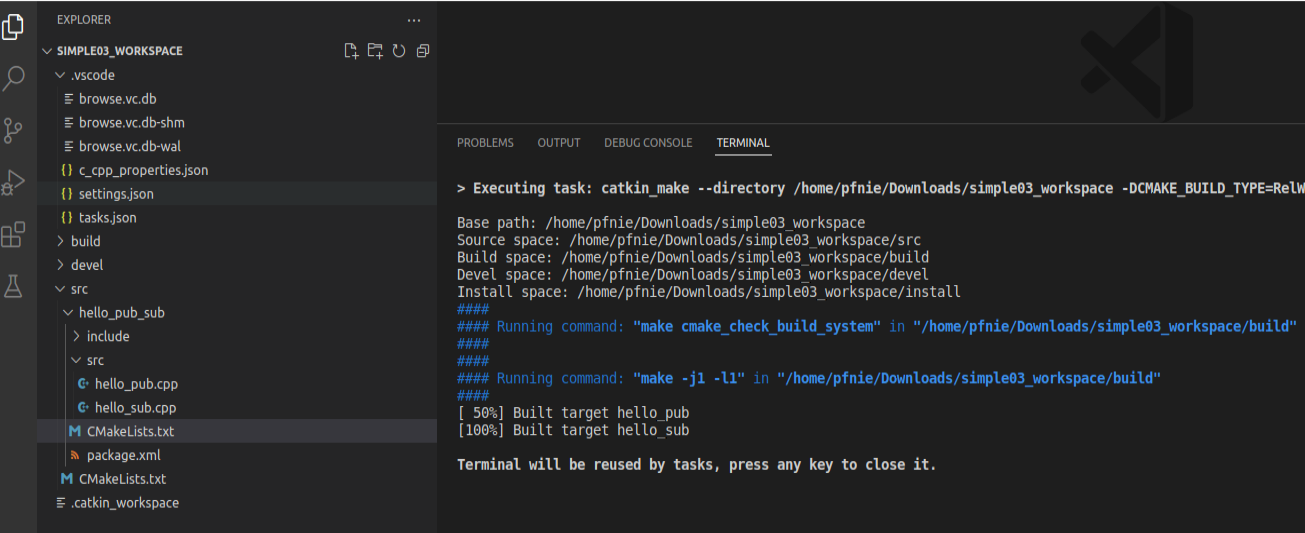 EXPLORER
SIMPLE03_WORKSPACE
.vscode
browse.vc.db
browse.vc.db-shm
browse.vc.db-wal
c_cpp_properties.json
settings.json
tasks.json
build
devel
src
hello_pub_sub
include
src
hello_pub.cpp
hello_sub.cpp
CMakeLists.txt
package.xml
CMakeLists.txt
.catkin_workspace
PROBLEMS OUTPUT DEBUG CONSOLE TERMINAL
> Executing task: catkin_make --directory /home/pfnie/Downloads/simple03_workspace -DCMAKE_BUILD_TYPE=RelW
Base path: /home/pfnie/Downloads/simple03_workspace
Source space: /home/pfnie/Downloads/simple03_workspace/src
Build space: /home/pfnie/Downloads/simple03_workspace/build
Devel space: /home/pfnie/Downloads/simple03_workspace/devel
Install space: /home/pfnie/Downloads/simple03_workspace/install
####
#### Running command: "make cmake_check_build_system" in "/home/pfnie/Downloads/simple03_workspace/build"
####
####
#### Running command: "make -j1 -l1" in "/home/pfnie/Downloads/simple03_workspace/build"
####
[ 50%] Built target hello_pub
[100%] Built target hello_sub
Terminal will be reused by tasks, press any key to close it.